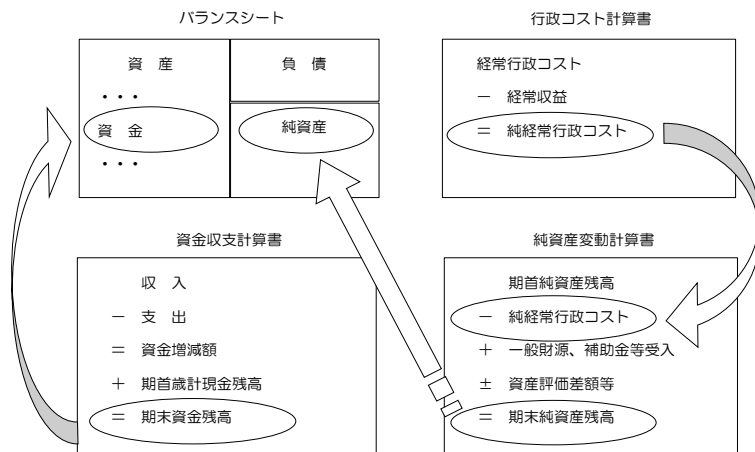 バランスシート
資　産
・・・
資　金
・・・
負　債
純資産
行政コスト計算書
経常行政コスト
－　経常収益
＝　純経常行政コスト
資金収支計算書
収　入
－　支　出
＝　資金増減額
＋　期首歳計現金残高
＝　期末資金残高
純資産変動計算書
期首純資産残高
－　純経常行政コスト
＋　一般財源、補助金等受入
±　資産評価差額等
＝　期末純資産残高